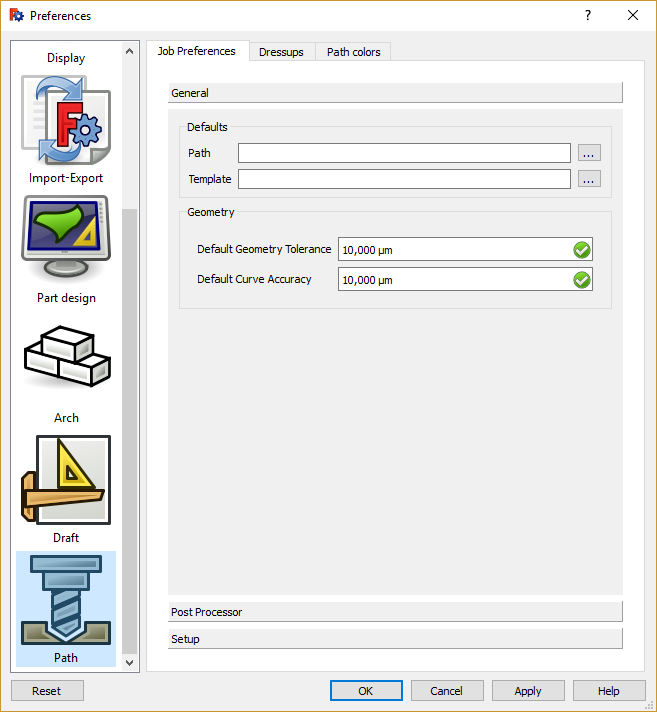 Preferences
?
Display
Import-Export
Part design
Arch
Draft
Path
Job Preferences
Dressups
Path colors
General
Defaults
Path
...
Template
...
Geometry
Default Geometry Tolerance
10,000 µm
Default Curve Accuracy
10,000 µm
Post Processor
Setup
Reset
OK
Cancel
Apply
Help